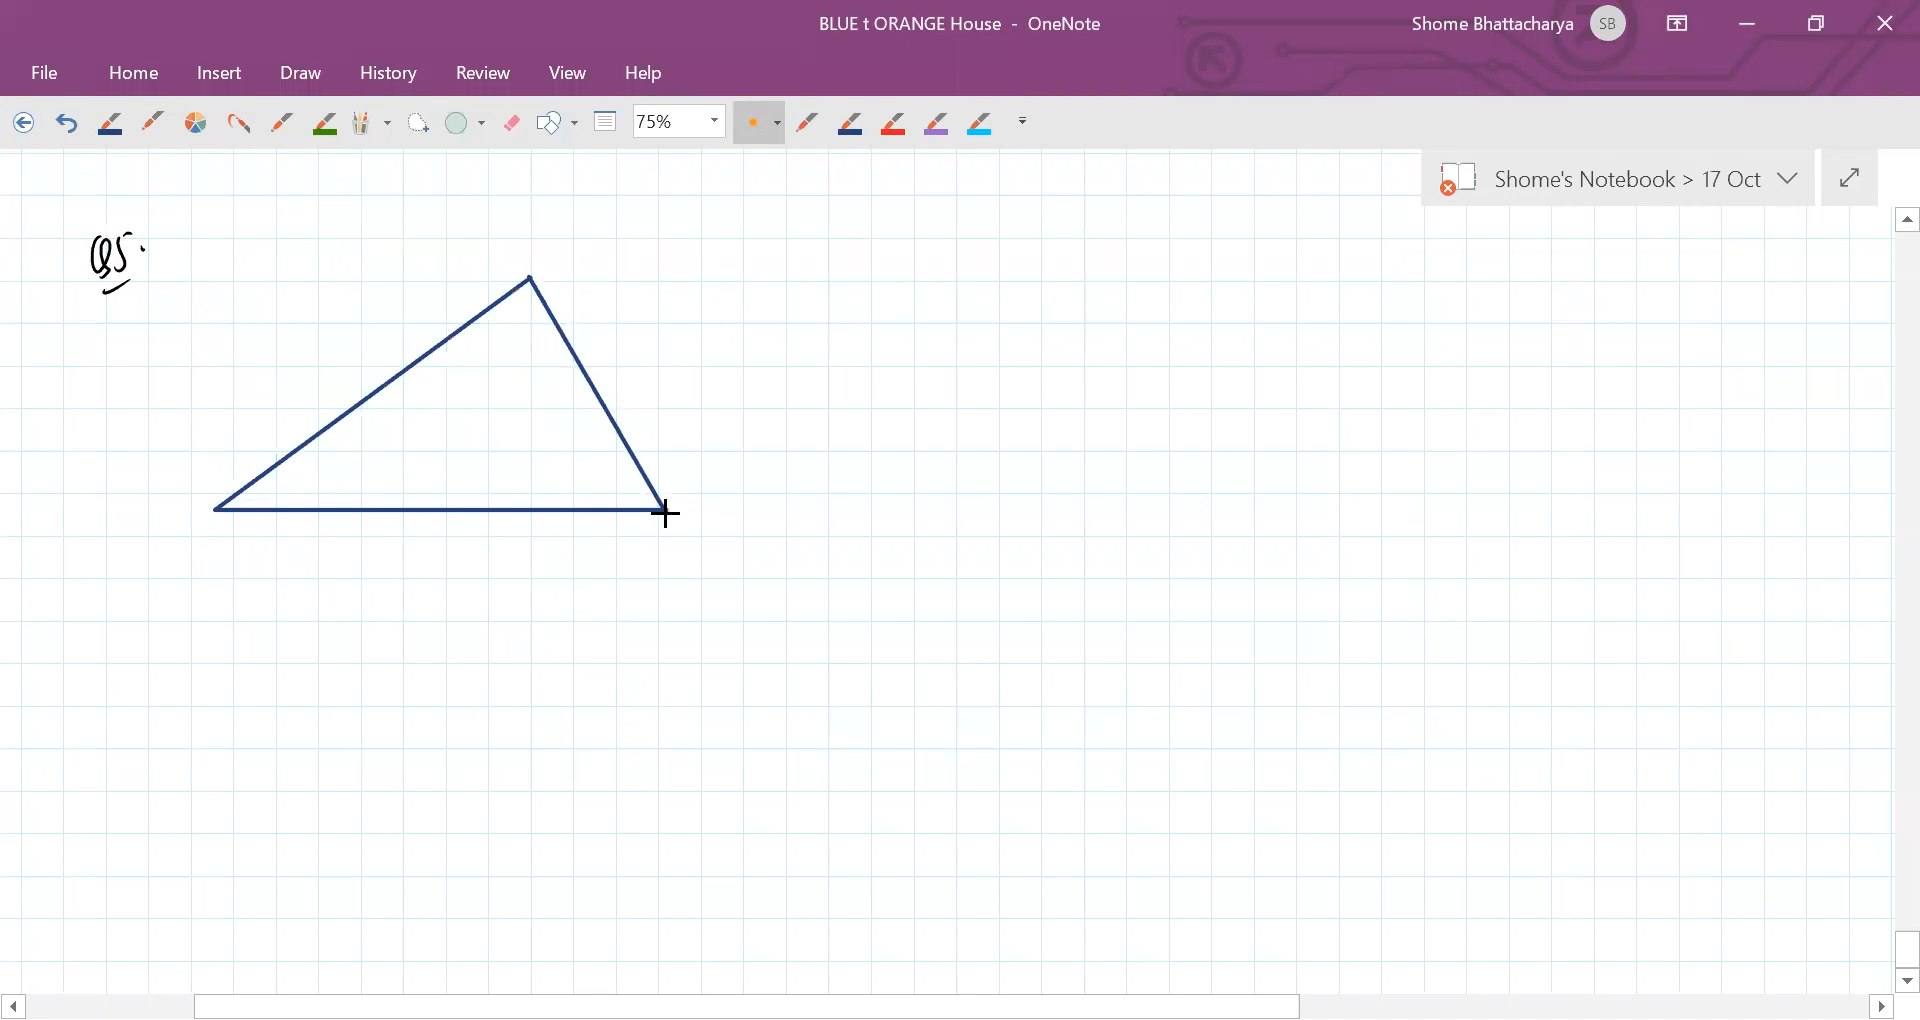 BLUE t ORANGE House - OneNote
Shome Bhattacharya SB
File Home Insert Draw History Review View Help
75%
Shome's Notebook > 17 Oct
Q5.